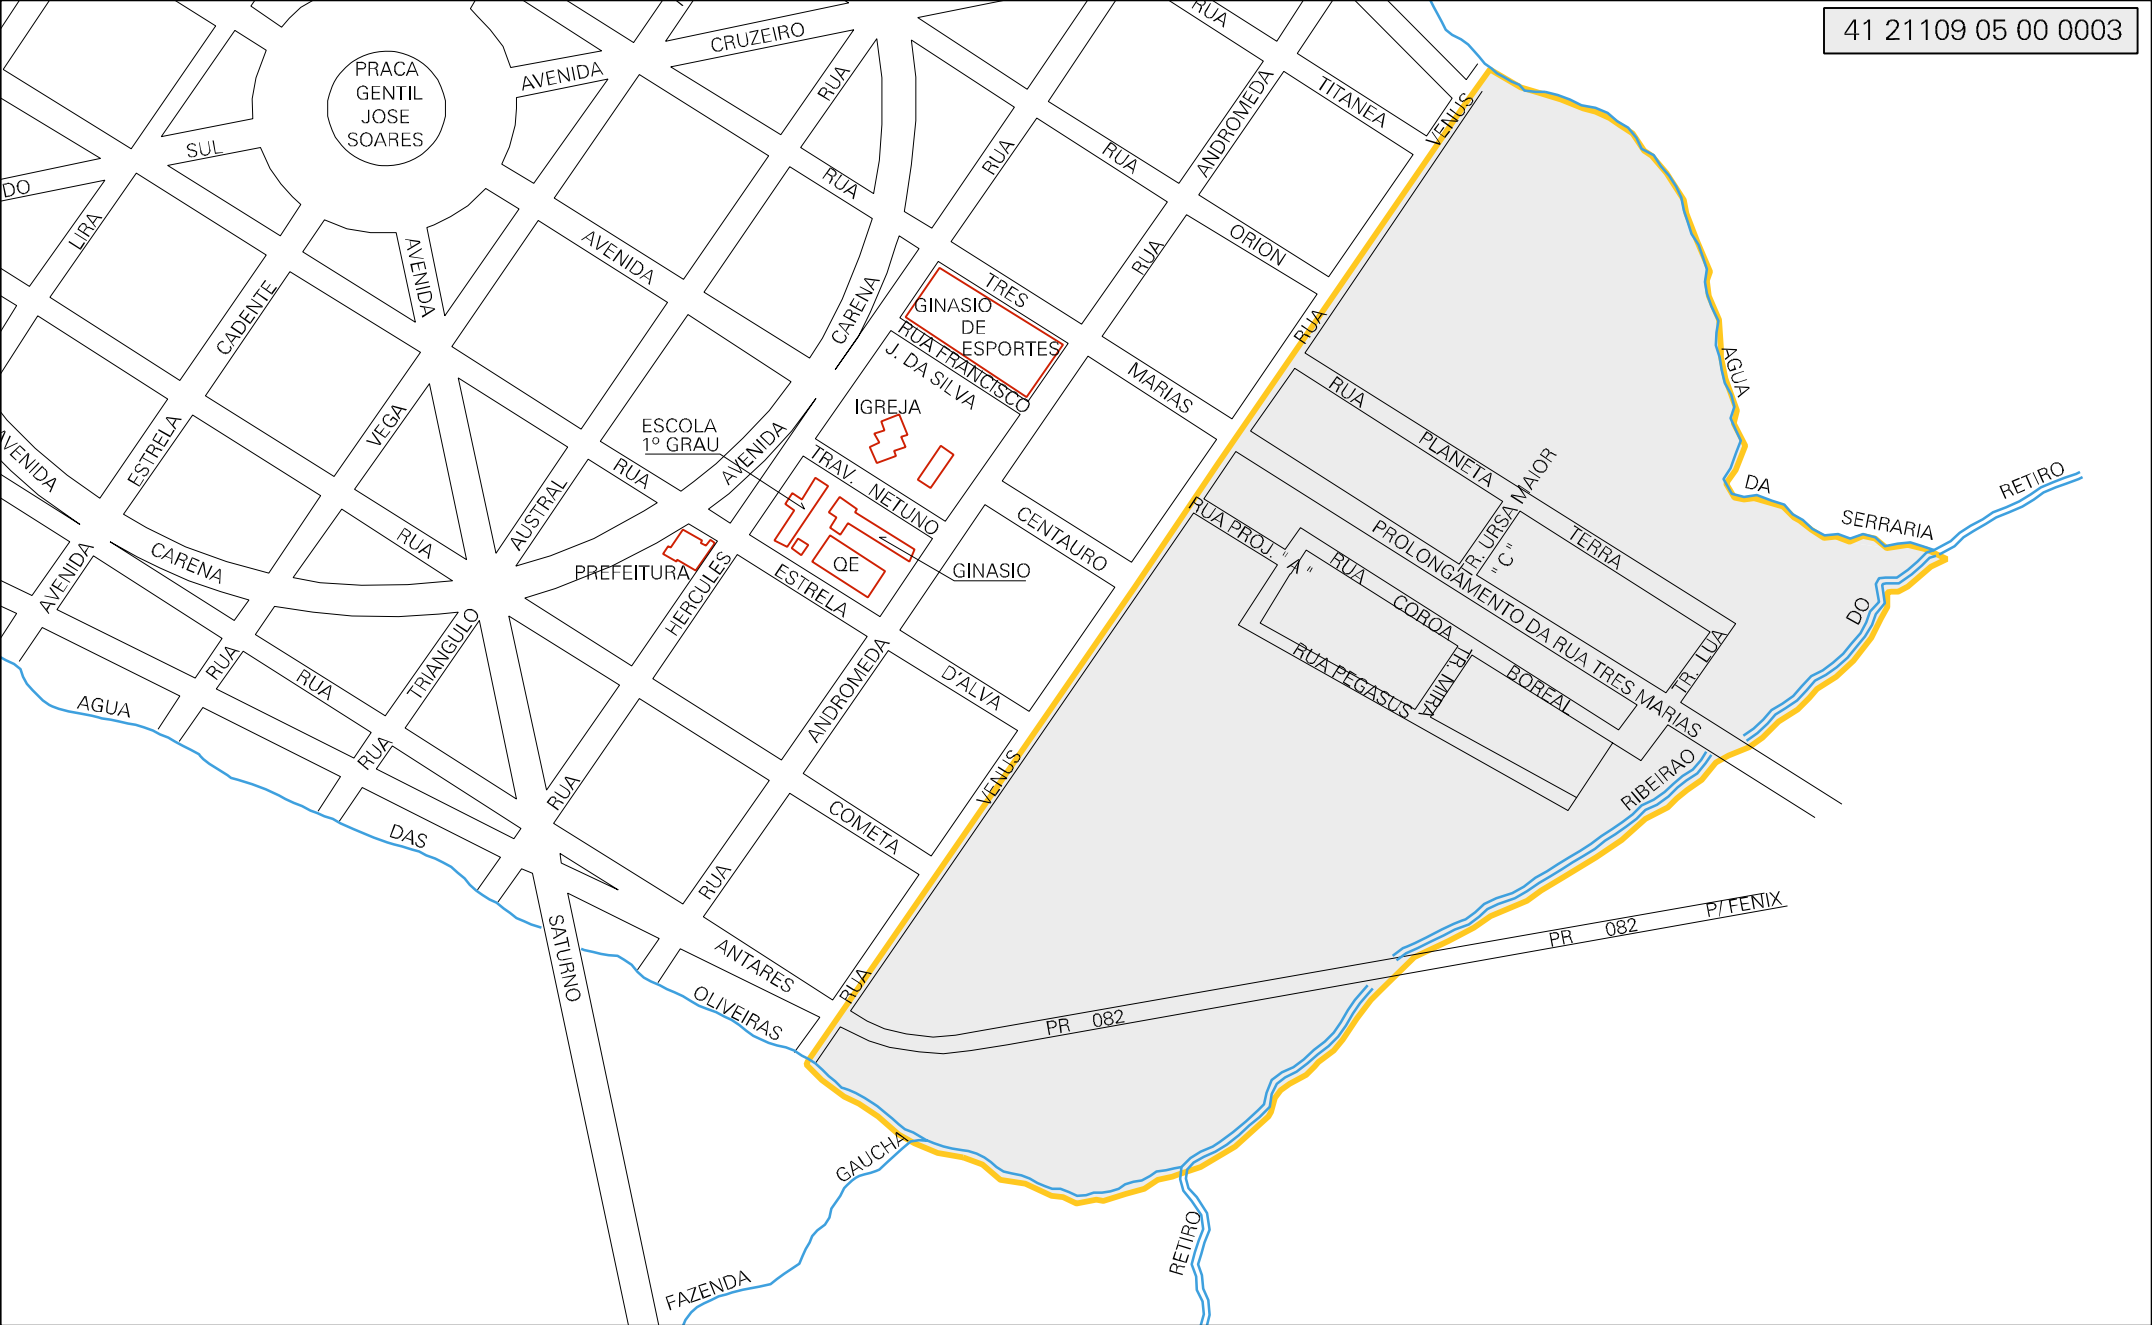 41 21109 05 00 0003
PRACA
GENTIL
JOSE
SOARES
AVENIDA
CRUZEIRO
RUA
RUA
ANDROMEDA
TITANEA
VENUS
DO
SUL
LIRA
AVENIDA
AVENIDA
RUA
RUA
RUA
RUA
ORION
CADENTE
CARENA
TRES
MARIAS
RUA
GINASIO
DE
ESPORTES
RUA FRANCISCO
J. DA SILVA
IGREJA
ESCOLA
1º GRAU
AVENIDA
ESTRELA
VEGA
AUSTRAL
RUA
AVENIDA
TRAV. NETUNO
CENTAURO
RUA
PLANETA
TERRA
TR. URSA MAIOR
"C"
AGUA
DA
SERRARIA
RETIRO
DO
RIBEIRAO
PROLONGAMENTO DA RUA TRES MARIAS
RUA PROJ. "A"
RUA
COROA
BOREAL
TR. LUA
TR. MIRA
RUA PEGASUS
AVENIDA
CARENA
RUA
PREFEITURA
HERCULES
QE
GINASIO
ESTRELA
D'ALVA
ANDROMEDA
VENUS
RUA
RUA
TRIANGULO
RUA
RUA
AGUA
DAS
OLIVEIRAS
COMETA
RUA
ANTARES
RUA
SATURNO
PR 082
PR 082
P/ FENIX
GAUCHA
FAZENDA
RETIRO